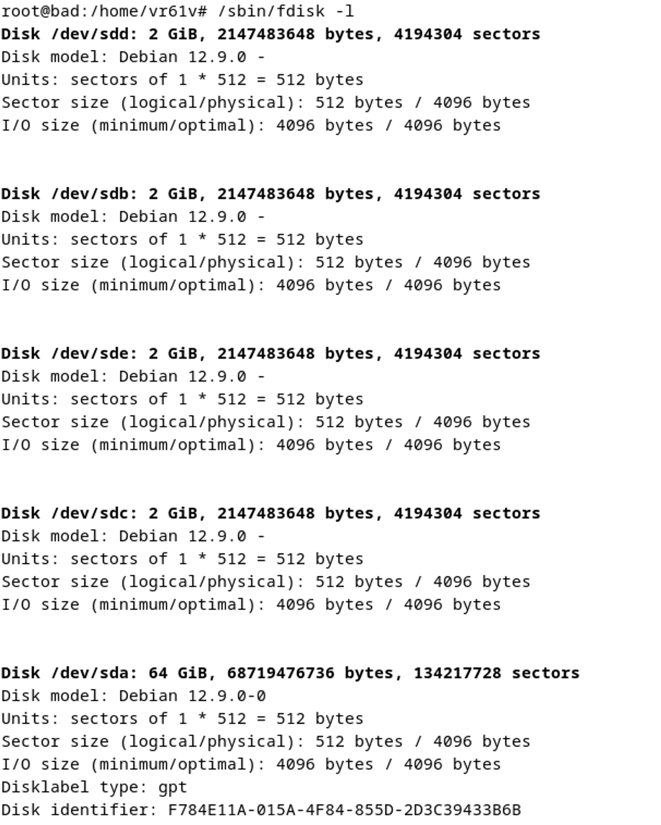 root@bad:/home/vr61v# /sbin/fdisk -l
Disk /dev/sdd: 2 GiB, 2147483648 bytes, 4194304 sectors
Disk model: Debian 12.9.0 -
Units: sectors of 1 * 512 = 512 bytes
Sector size (logical/physical): 512 bytes / 4096 bytes
I/O size (minimum/optimal): 4096 bytes / 4096 bytes
Disk /dev/sdb: 2 GiB, 2147483648 bytes, 4194304 sectors
Disk model: Debian 12.9.0 -
Units: sectors of 1 * 512 = 512 bytes
Sector size (logical/physical): 512 bytes / 4096 bytes
I/O size (minimum/optimal): 4096 bytes / 4096 bytes
Disk /dev/sde: 2 GiB, 2147483648 bytes, 4194304 sectors
Disk model: Debian 12.9.0 -
Units: sectors of 1 * 512 = 512 bytes
Sector size (logical/physical): 512 bytes / 4096 bytes
I/O size (minimum/optimal): 4096 bytes / 4096 bytes
Disk /dev/sdc: 2 GiB, 2147483648 bytes, 4194304 sectors
Disk model: Debian 12.9.0 -
Units: sectors of 1 * 512 = 512 bytes
Sector size (logical/physical): 512 bytes / 4096 bytes
I/O size (minimum/optimal): 4096 bytes / 4096 bytes
Disk /dev/sda: 64 GiB, 68719476736 bytes, 134217728 sectors
Disk model: Debian 12.9.0-0
Units: sectors of 1 * 512 = 512 bytes
Sector size (logical/physical): 512 bytes / 4096 bytes
I/O size (minimum/optimal): 4096 bytes / 4096 bytes
Disklabel type: gpt
Disk identifier: F784E11A-015A-4F84-855D-2D3C39433B6B